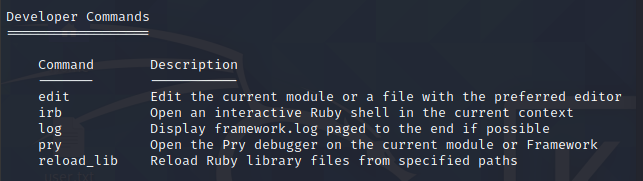 Developer Commands
==================
Command Description
------- -----------
edit Edit the current module or a file with the preferred editor
irb Open an interactive Ruby shell in the current context
log Display framework.log paged to the end if possible
pry Open the Pry debugger on the current module or Framework
reload_lib Reload Ruby library files from specified paths